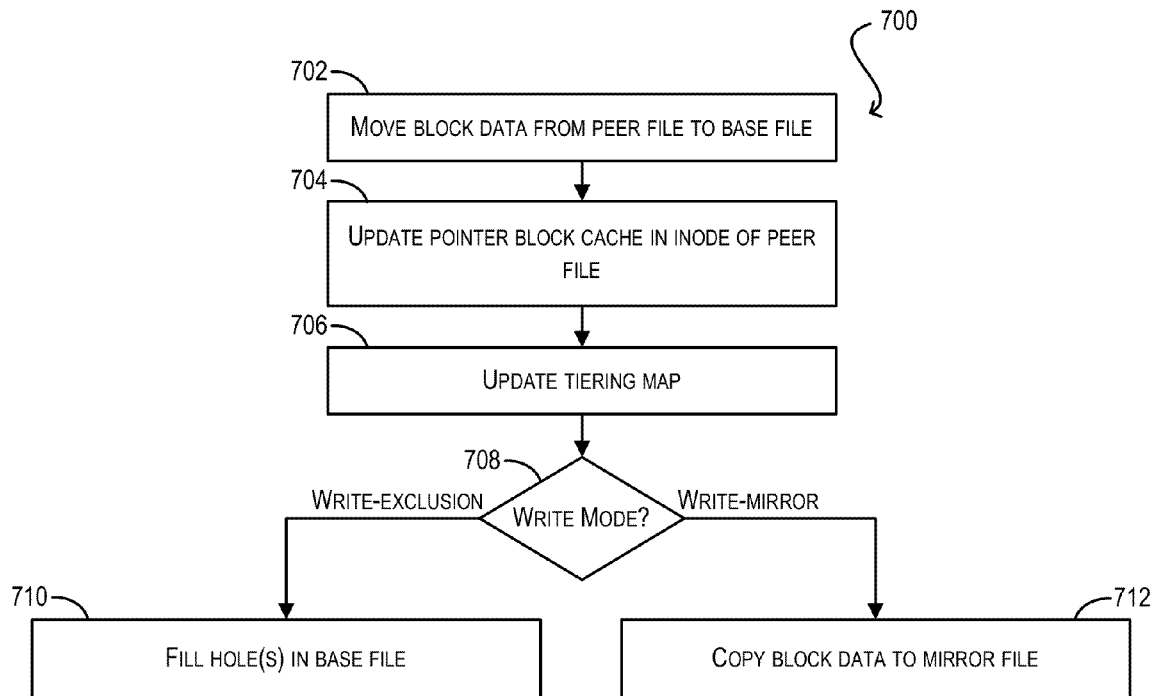 700
702
MOVE BLOCK DATA FROM PEER FILE TO BASE FILE
704
UPDATE POINTER BLOCK CACHE IN INODE OF PEER
FILE
706
UPDATE TIERING MAP
708
WRITE-EXCLUSION
WRITE MODE?
WRITE-MIRROR
710
FILL HOLE(S) IN BASE FILE
712
COPY BLOCK DATA TO MIRROR FILE